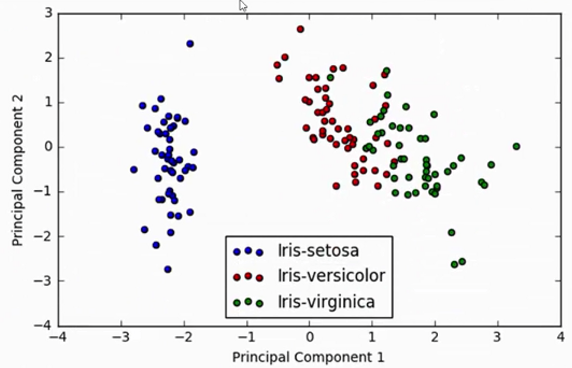 3
2
1
0
−1
−2
−3
−4
Principal Component 2
Iris-setosa
Iris-versicolor
Iris-virginica
−4 −3 −2 −1 0 1 2 3 4
Principal Component 1